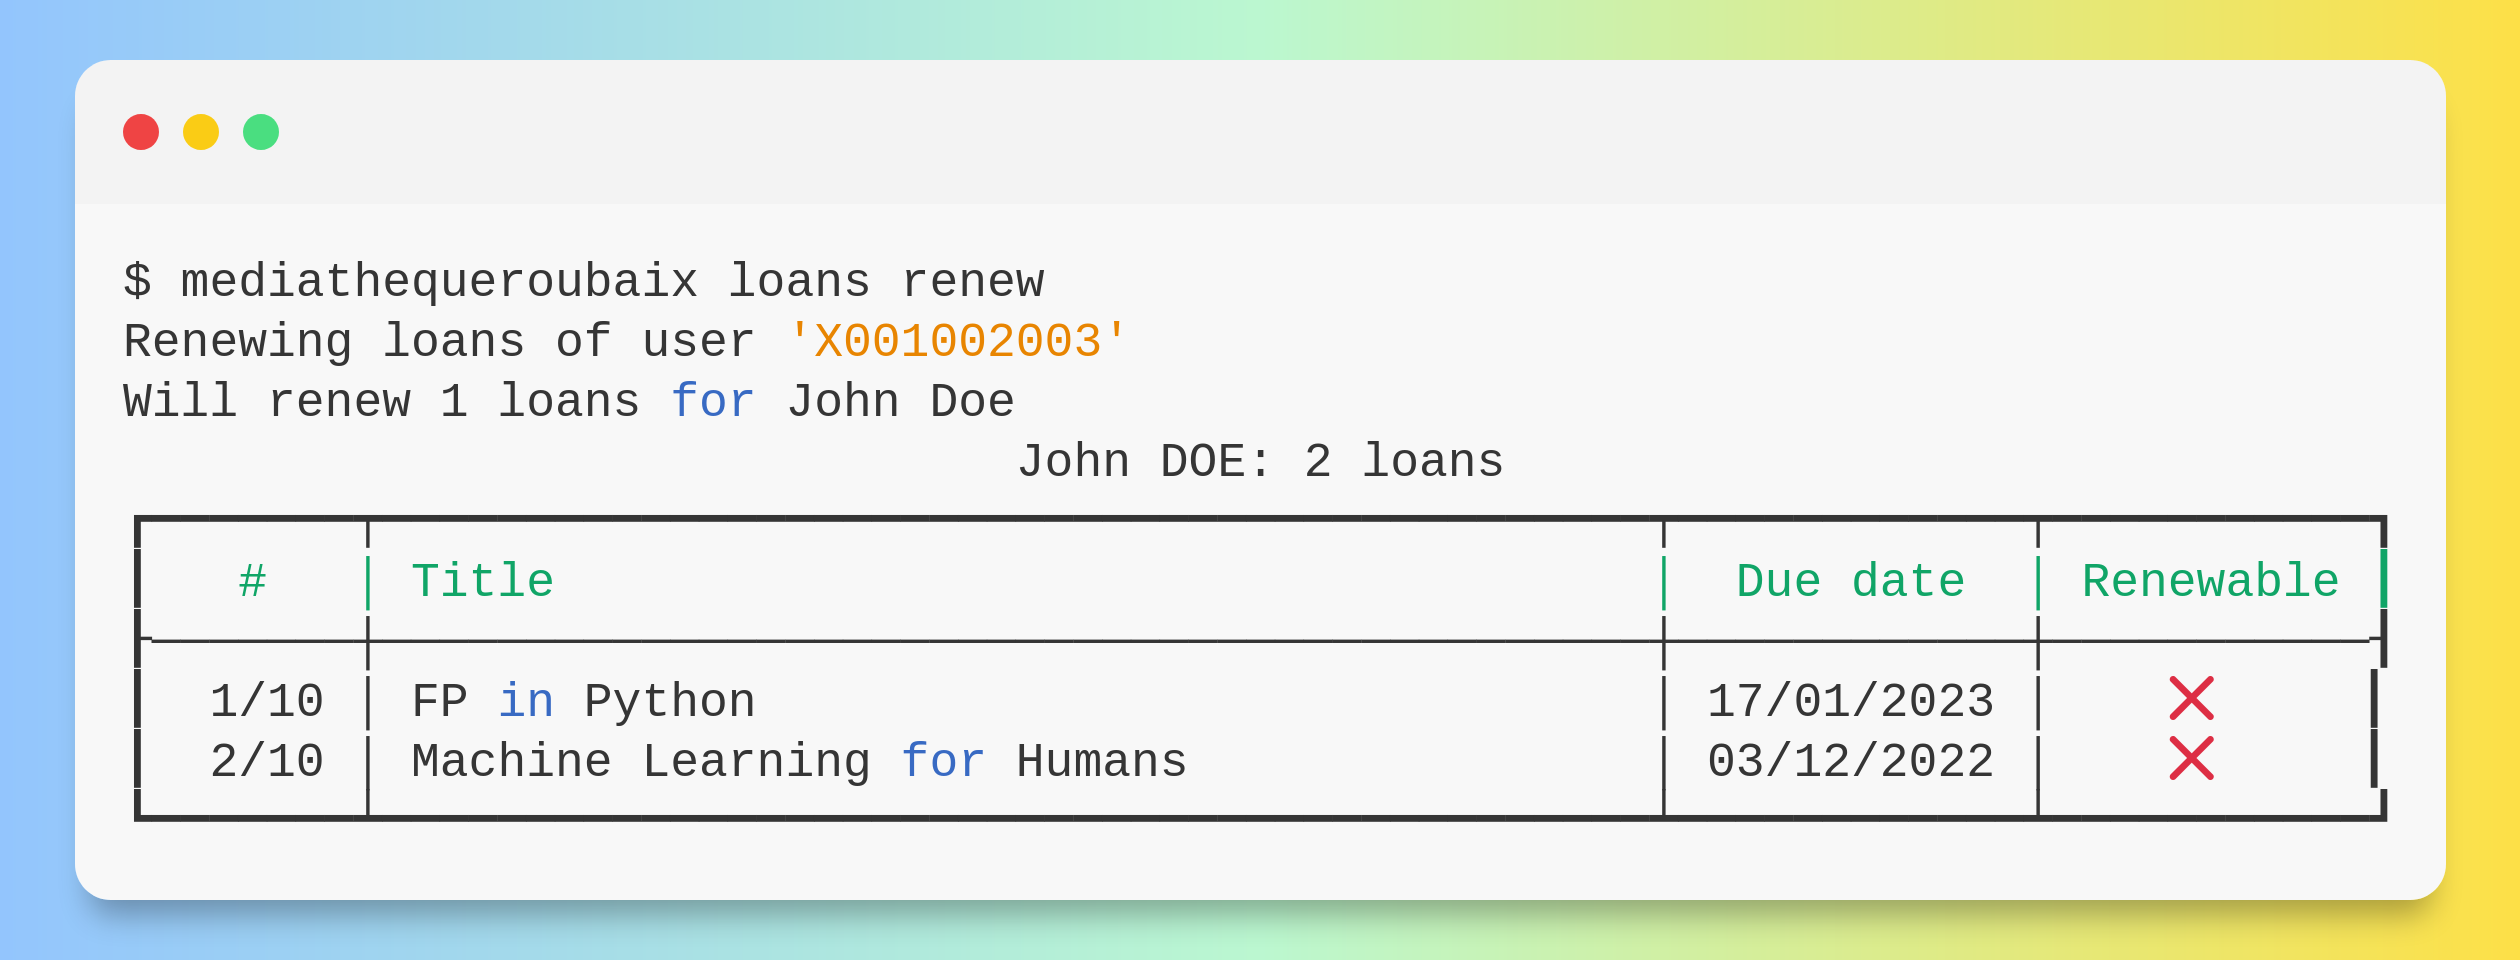 $ mediathequeroubaix loans renew
Renewing loans of user 'X001002003'
Will renew 1 loans for John Doe
John DOE: 2 loans
# Title Due date Renewable
1/10 FP in Python 17/01/2023 ❌
2/10 Machine Learning for Humans 03/12/2022 ❌